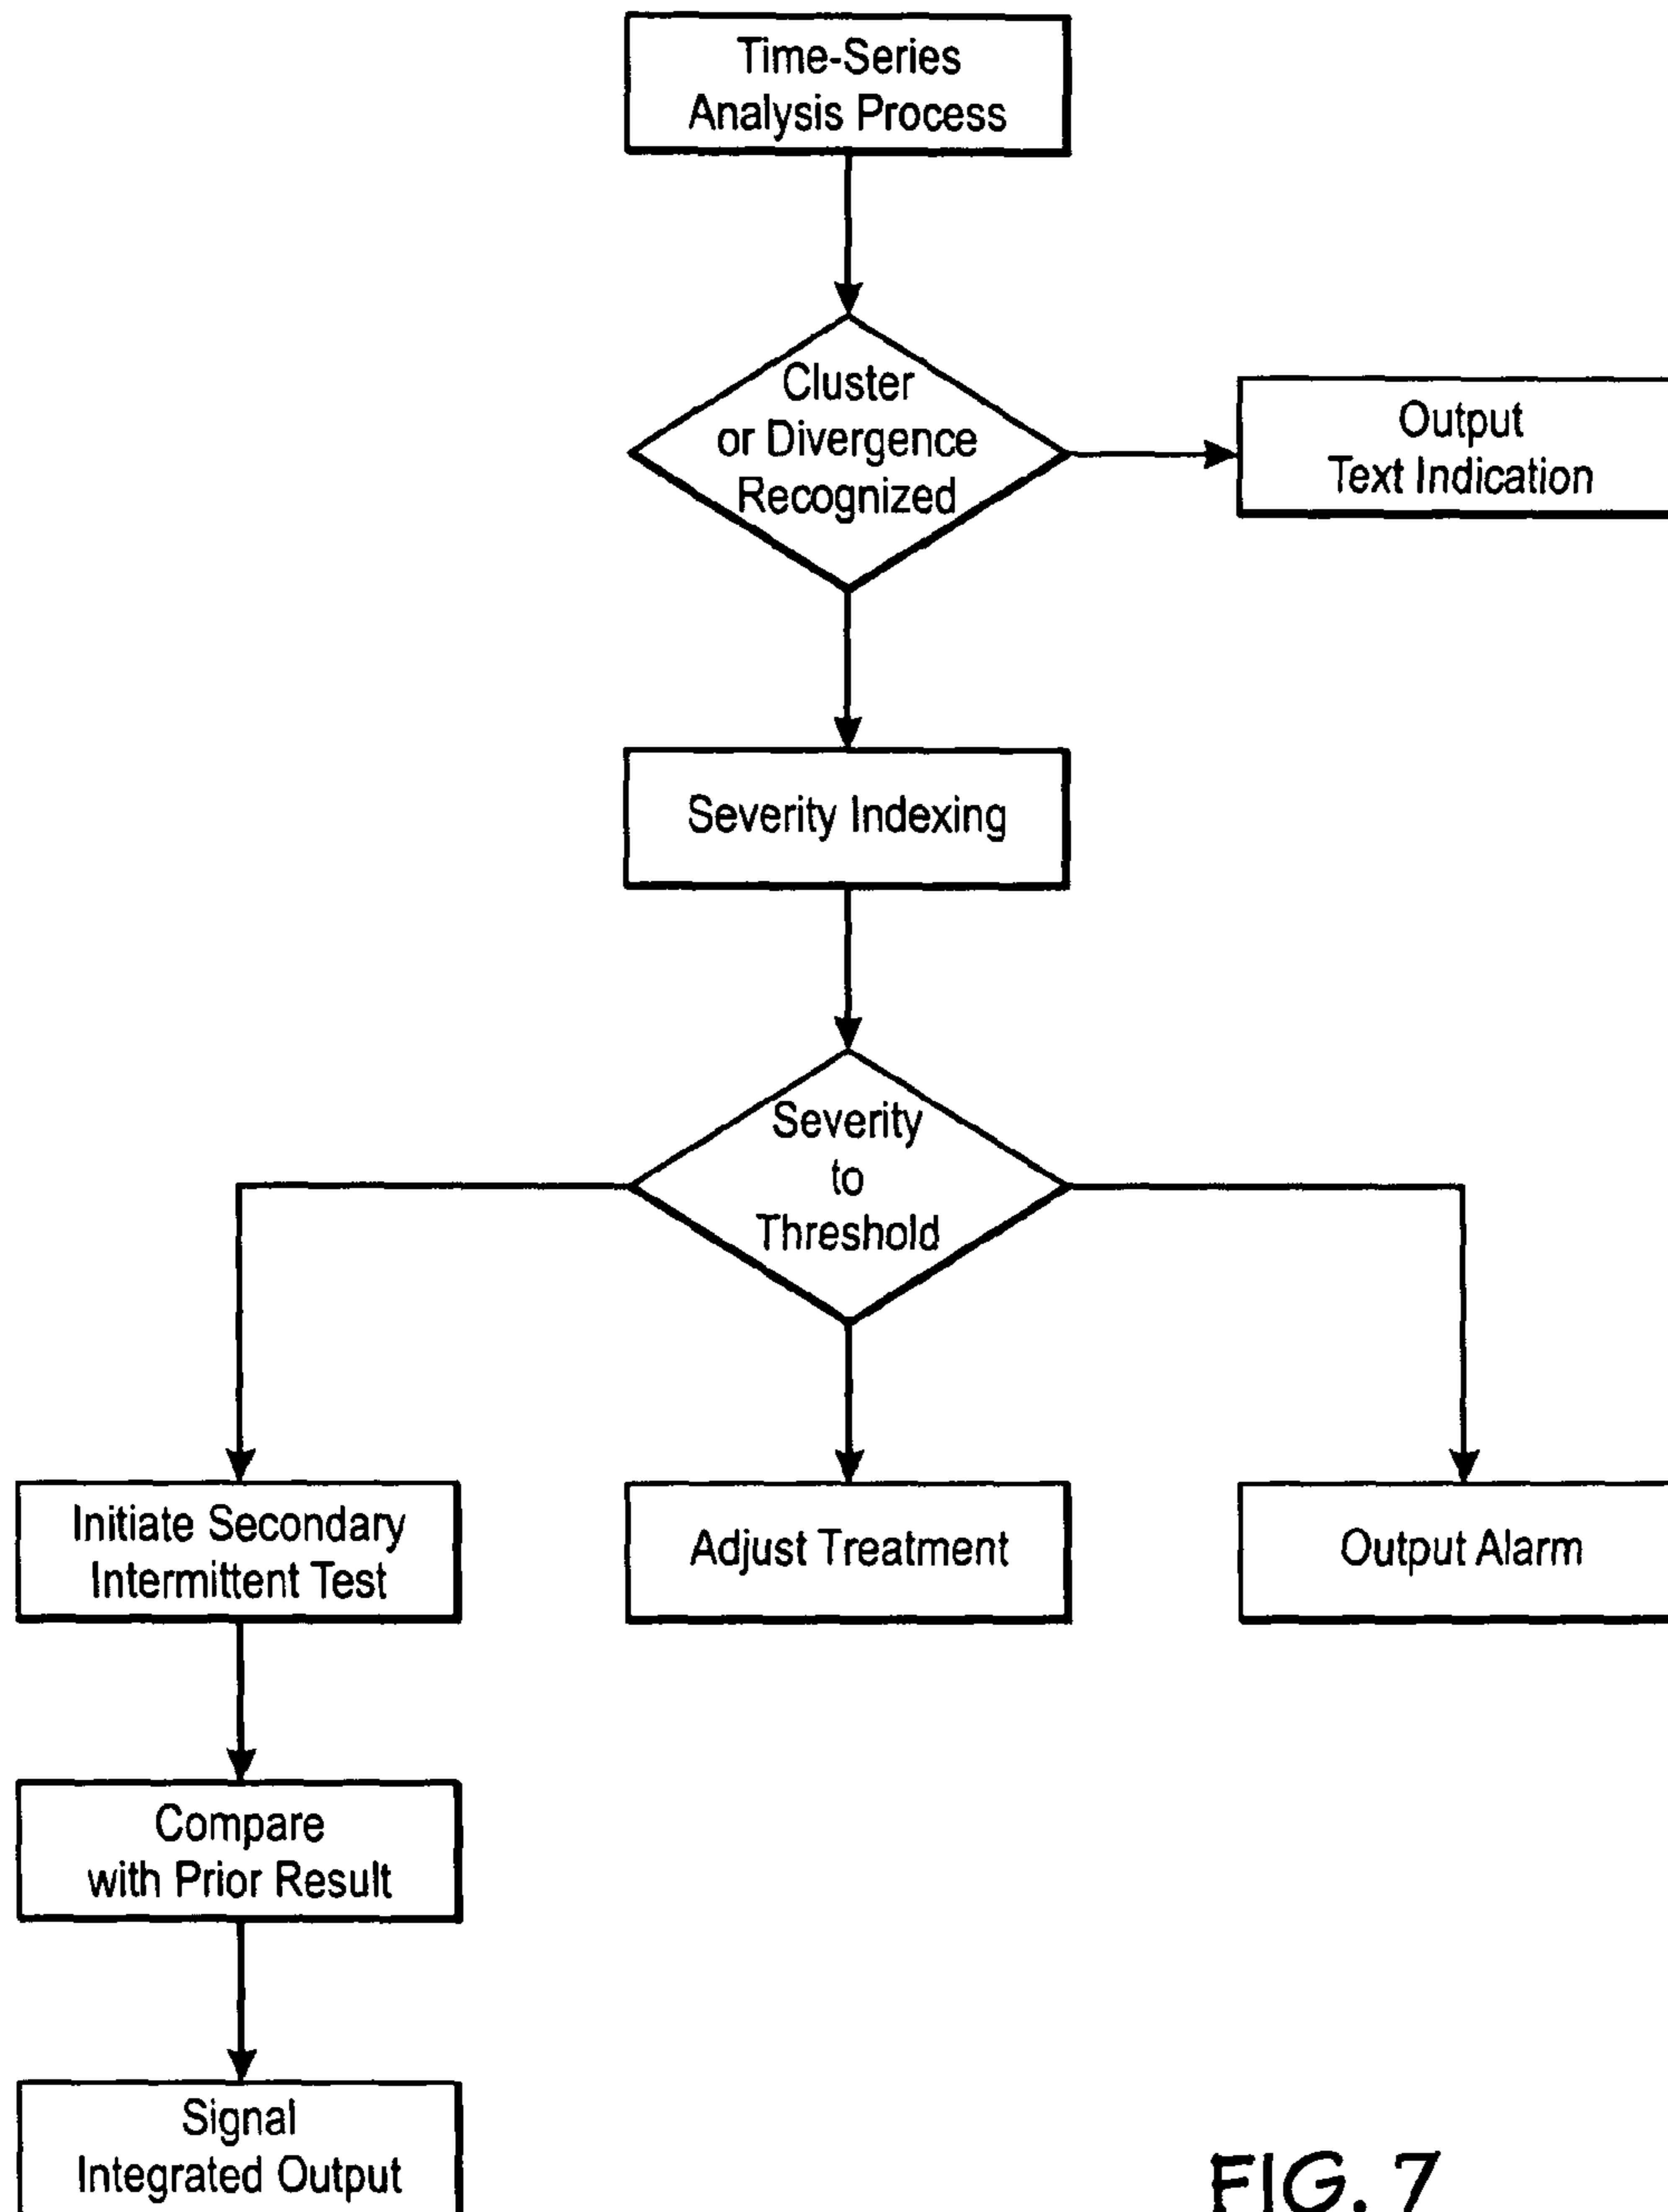 Time-Series
Analysis Process
Cluster
or Divergence
Recognized
Output
Text Indication
Severity Indexing
Severity
to
Threshold
Initiate Secondary
Intermittent Test
Adjust Treatment
Output Alarm
Compare
with Prior Result
Signal
Integrated Output
FIG. 7